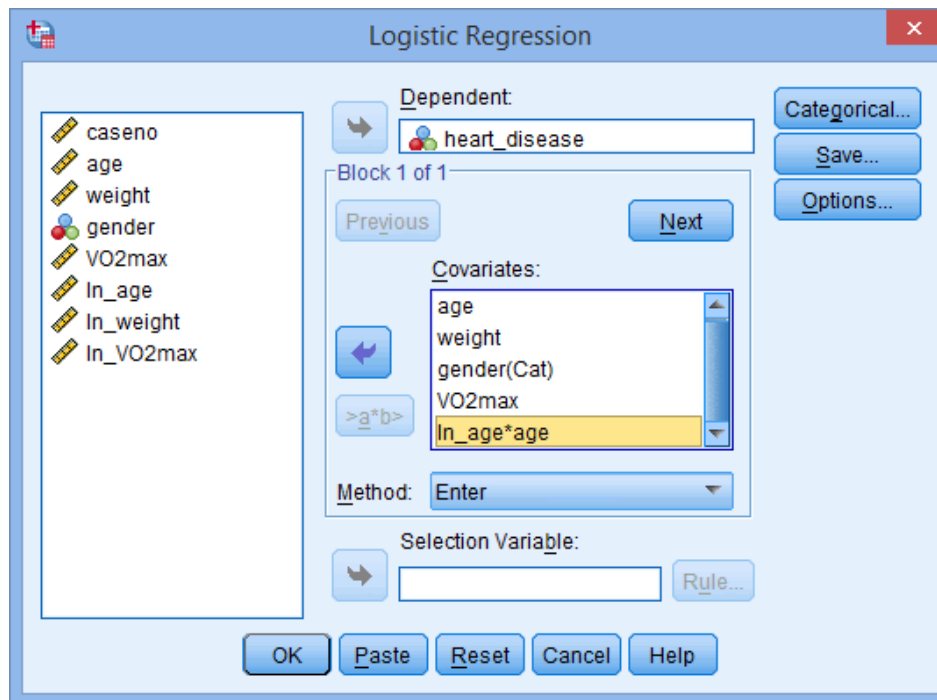 Logistic Regression
caseno
age
weight
gender
VO2max
ln_age
ln_weight
ln_VO2max
Dependent:
heart_disease
Block 1 of 1
Previous
Next
Covariates:
age
weight
gender(Cat)
VO2max
ln_age*age
>a*b>
Method:
Enter
Selection Variable:
Rule...
Categorical...
Save...
Options...
OK
Paste
Reset
Cancel
Help